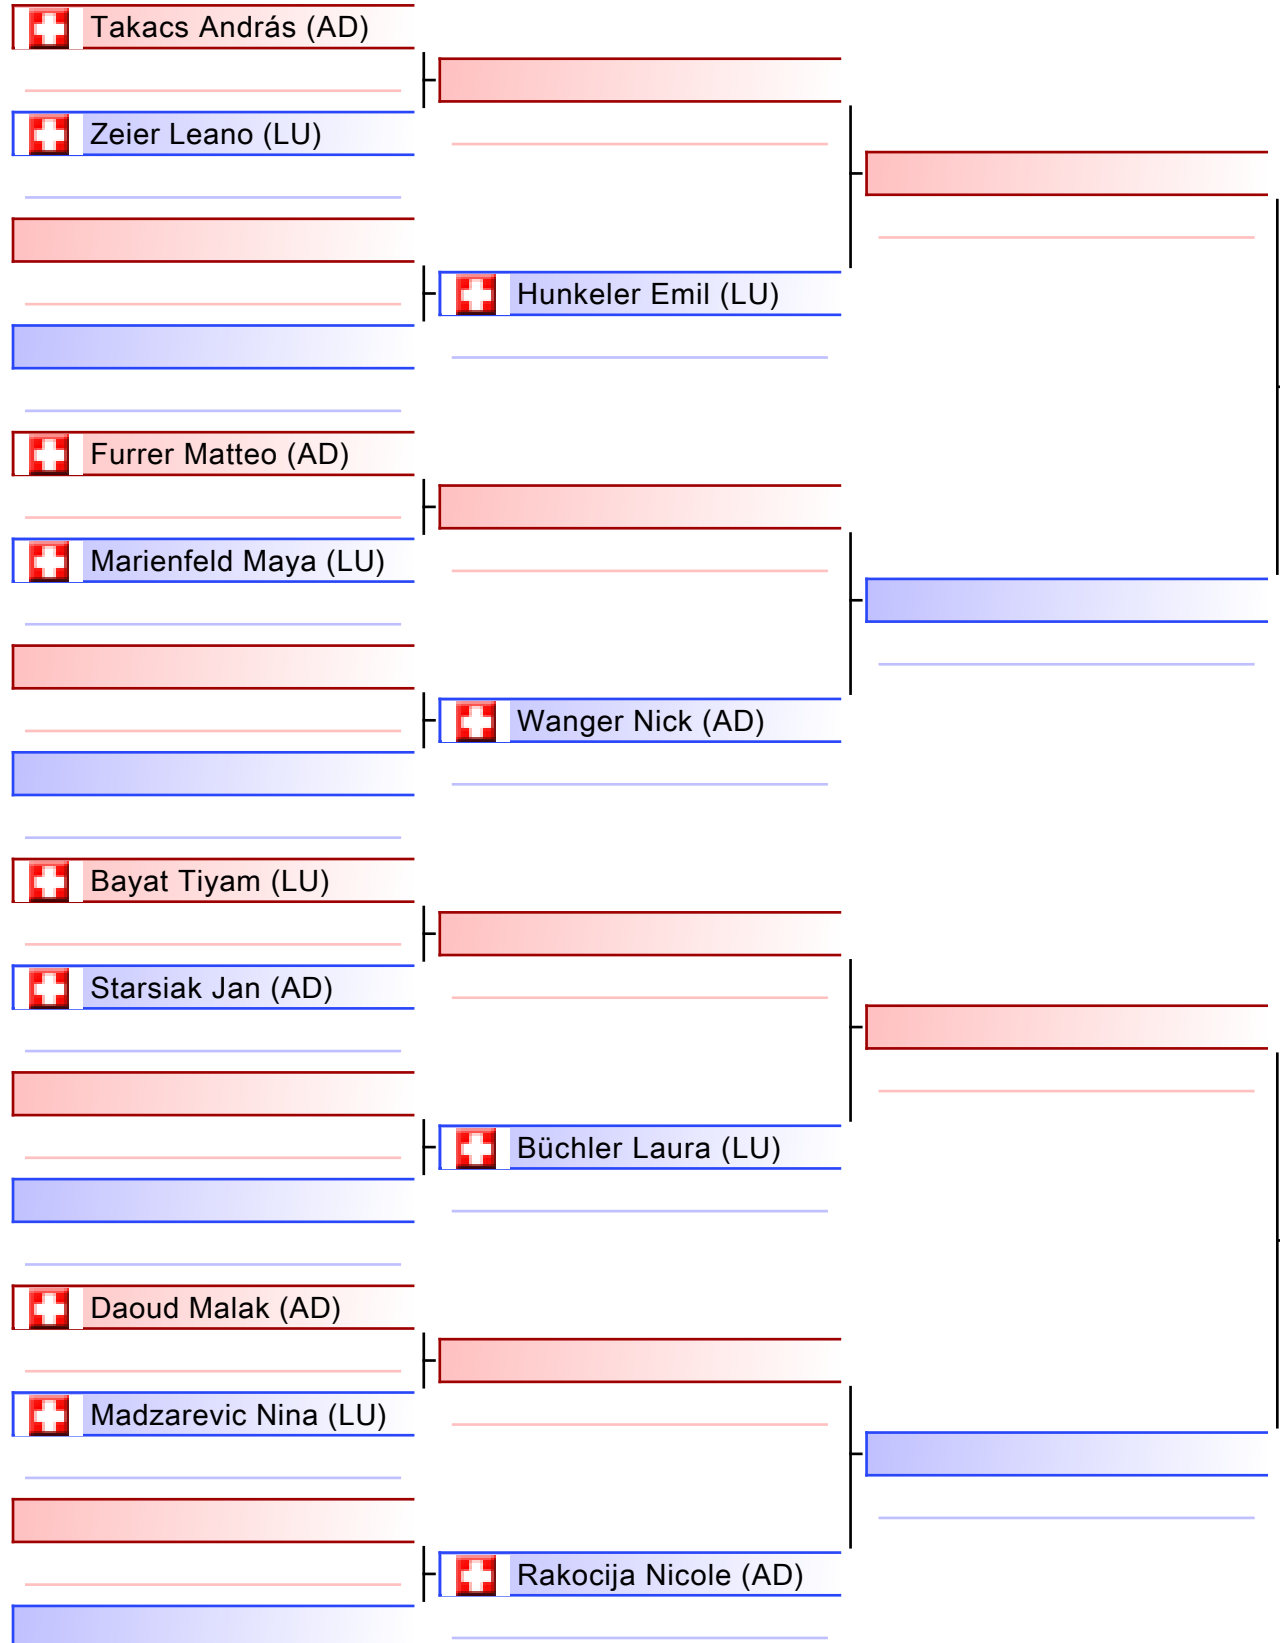 Takacs András (AD)
Zeier Leano (LU)
Hunkeler Emil (LU)
Furrer Matteo (AD)
Marienfeld Maya (LU)
Wanger Nick (AD)
Bayat Tiyam (LU)
Starsiak Jan (AD)
Büchler Laura (LU)
Daoud Malak (AD)
Madzarevic Nina (LU)
Rakocija Nicole (AD)